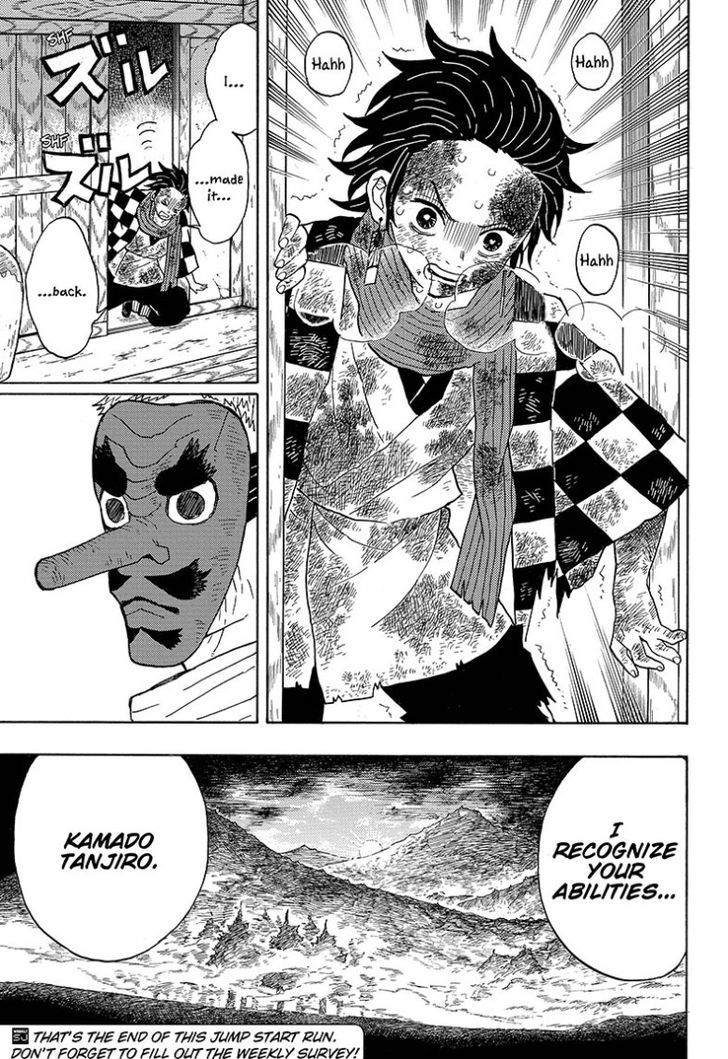 Hahh
Hahh
Hahh
SHF
ズル
SHF
ズル
I...
...made
it...
...back.
I
RECOGNIZE
YOUR
ABILITIES...
KAMADO
TANJIRO.
SJ
THAT'S THE END OF THIS JUMP START RUN.
DON'T FORGET TO FILL OUT THE WEEKLY SURVEY!